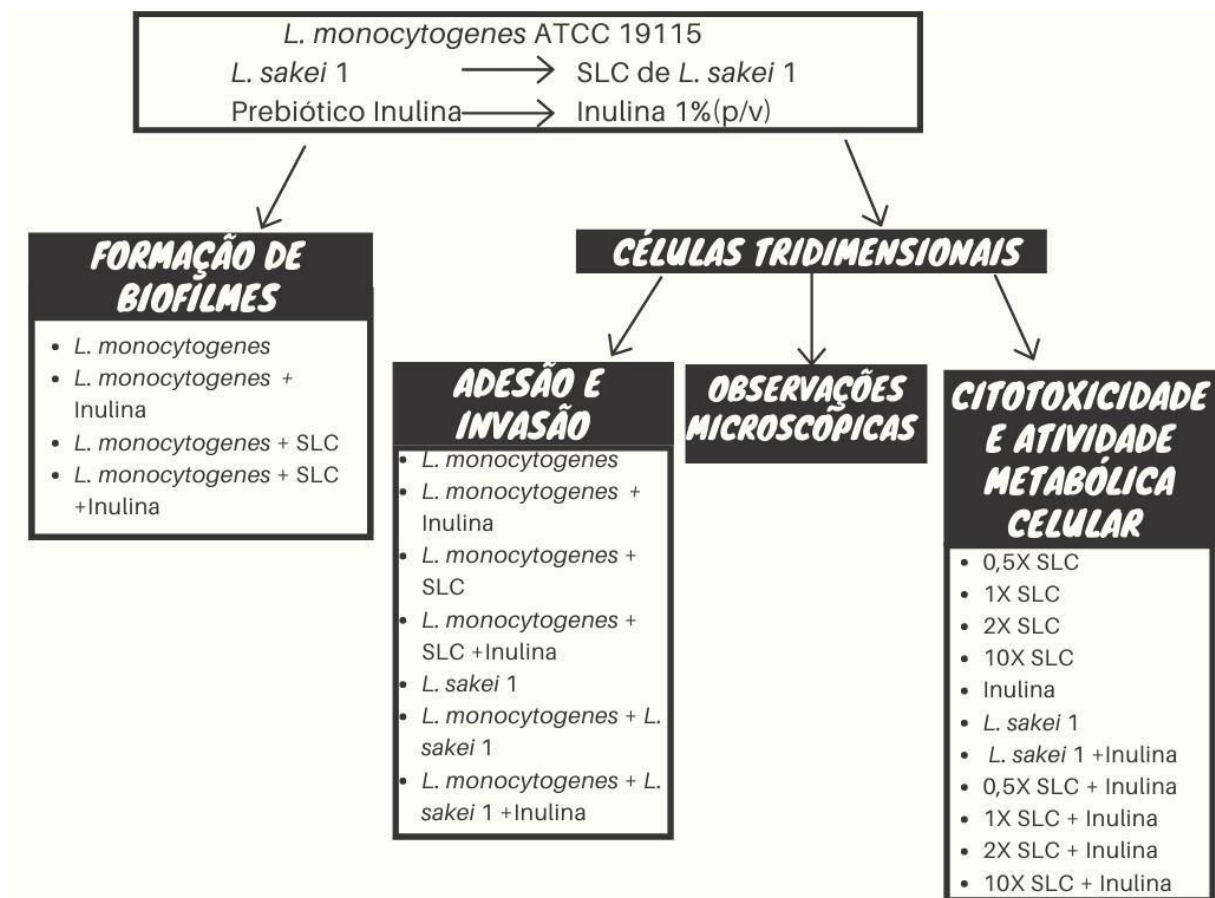 L. monocytogenes ATCC 19115
L. sakei 1 SLC de L. sakei 1
Prebiótico Inulina Inulina 1%(p/v)
FORMAÇÃO DE
BIOFILMES
L. monocytogenes
L. monocytogenes +
Inulina
L. monocytogenes + SLC
L. monocytogenes + SLC
+Inulina
CÉLULAS TRIDIMENSIONAIS
ADESÃO E
INVASÃO
L. monocytogenes
L. monocytogenes +
Inulina
L. monocytogenes +
SLC
L. monocytogenes +
SLC +Inulina
L. sakei 1
L. monocytogenes + L.
sakei 1
L. monocytogenes + L.
sakei 1 +Inulina
OBSERVAÇÕES
MICROSCÓPICAS
CITOTOXICIDADE
E ATIVIDADE
METABÓLICA
CELULAR
0,5X SLC
1X SLC
2X SLC
10X SLC
Inulina
L. sakei 1
L. sakei 1 +Inulina
0,5X SLC + Inulina
1X SLC + Inulina
2X SLC + Inulina
10X SLC + Inulina